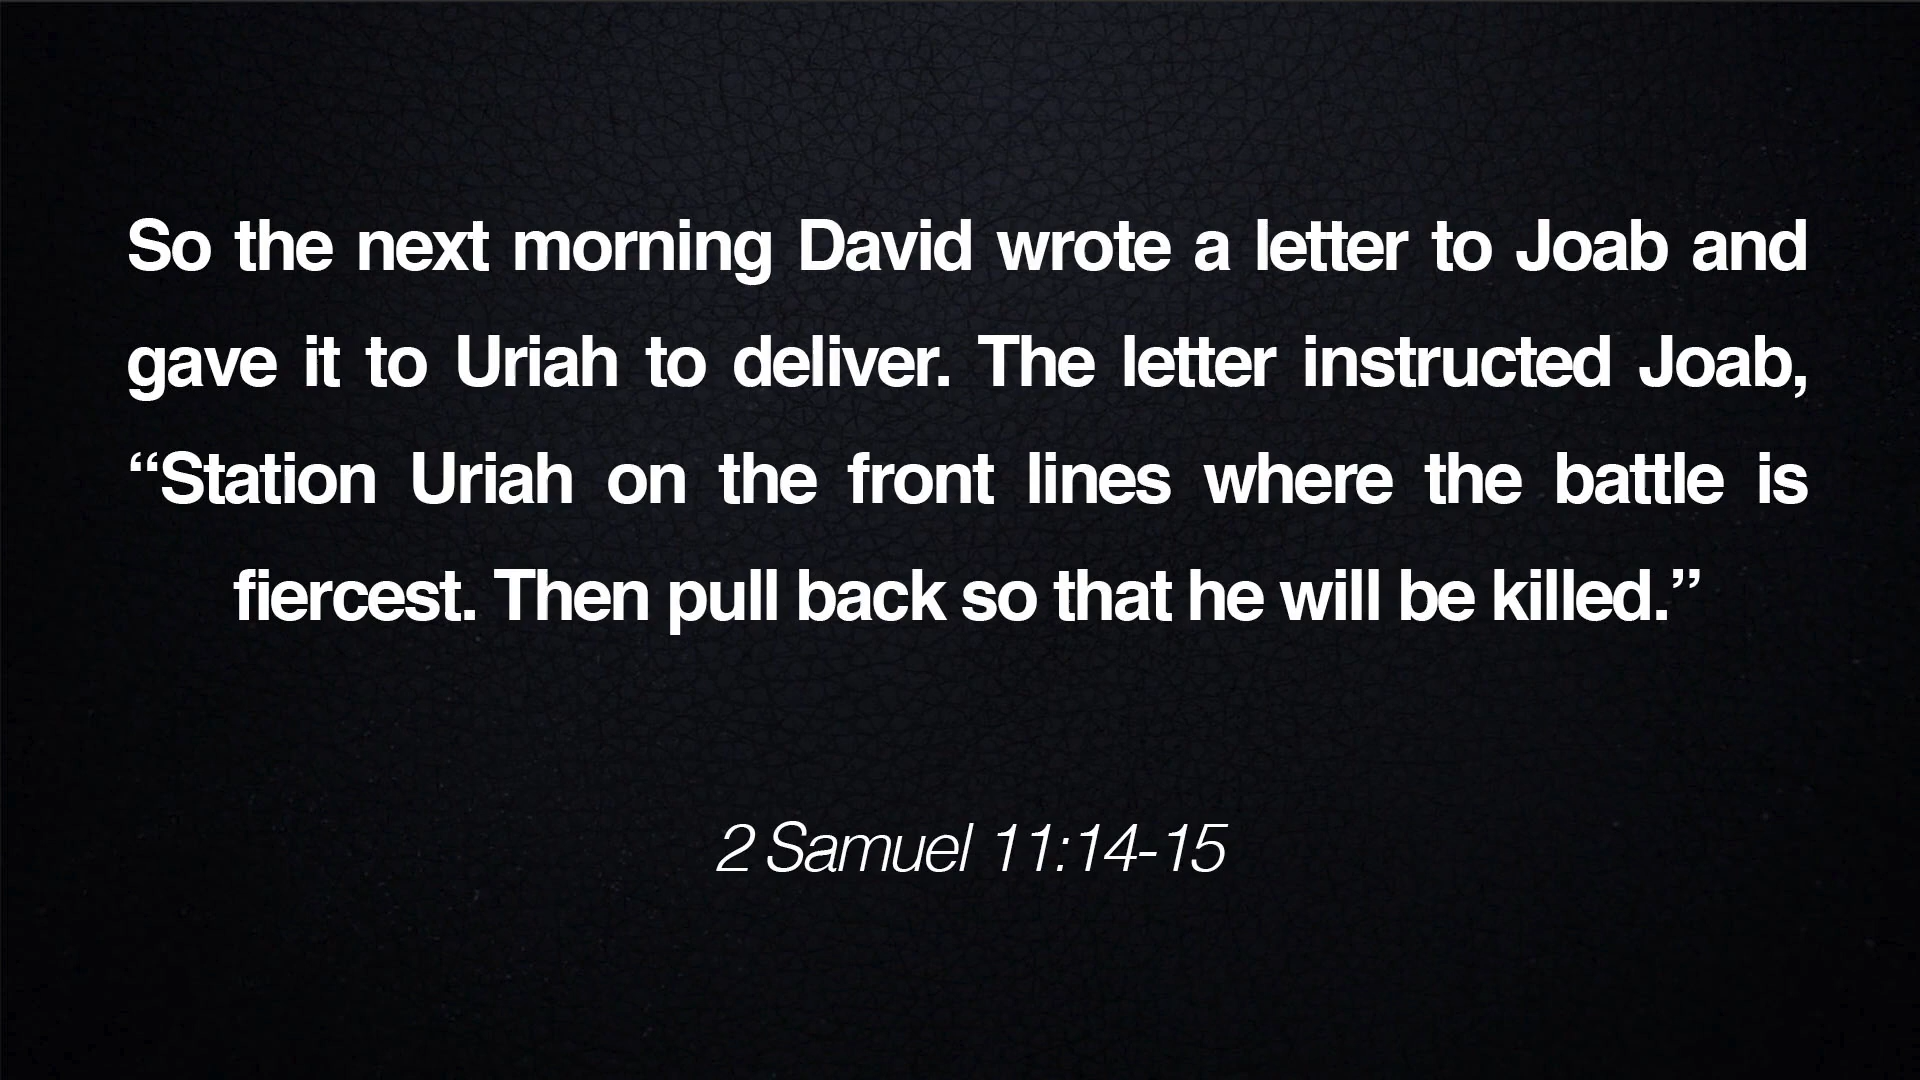 So the next morning David wrote a letter to Joab and
gave it to Uriah to deliver. The letter instructed Joab,
“Station Uriah on the front lines where the battle is
fiercest. Then pull back so that he will be killed.”
2 Samuel 11:14-15